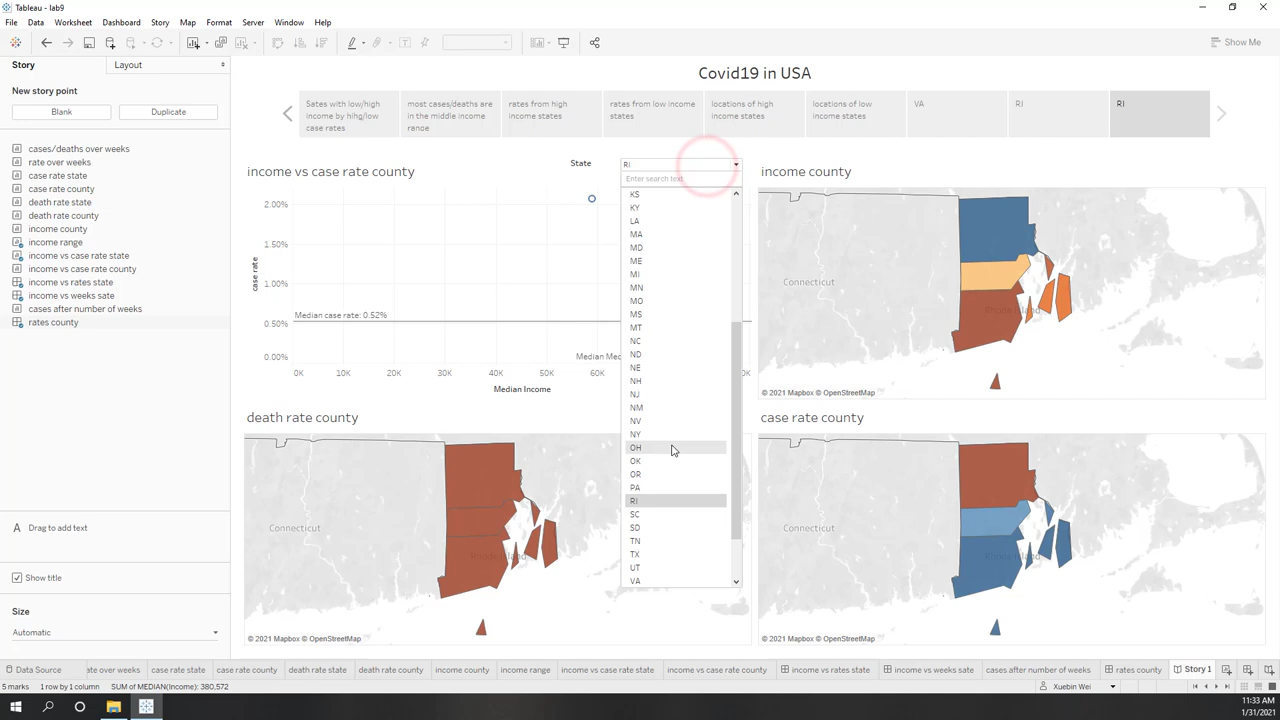 Tableau - lab9
File Data Worksheet Dashboard Story Map Format Server Window Help
Show Me
Story Layout
New story point
Blank Duplicate
cases/deaths over weeks
rate over weeks
case rate state
case rate county
death rate state
death rate county
income county
income range
income vs case rate state
income vs case rate county
income vs rates state
income vs weeks sate
cases after number of weeks
rates county
A Drag to add text
Show title
Size
Automatic
Covid19 in USA
Sates with low/high income by hihg/low case rates
most cases/deaths are in the middle income range
rates from high income states
rates from low income states
locations of high income states
locations of low income states
VA
RI
RI
income vs case rate county
State
RI
Enter search text
KS
KY
LA
MA
MD
ME
MI
MN
MO
MS
MT
NC
ND
NE
NH
NJ
NM
NV
NY
OH
OK
OR
PA
RI
SC
SD
TN
TX
UT
VA
2.00%
1.50%
1.00%
0.50%
0.00%
case rate
Median case rate: 0.52%
Median Me
0K 10K 20K 30K 40K 50K 60K 0K
Median Income
income county
Connecticut
Rhode Island
© 2021 Mapbox © OpenStreetMap
death rate county
Connecticut
Rhode Island
© 2021 Mapbox © OpenStreetMap
case rate county
Connecticut
Rhode Island
© 2021 Mapbox © OpenStreetMap
Data Source ate over weeks case rate state case rate county death rate state death rate county income county income range income vs case rate state income vs case rate county income vs rates state income vs weeks sate cases after number of weeks rates county Story 1
5 marks 1 row by 1 column SUM of MEDIAN(Income): 380,572 Xuebin Wei
11:33 AM
1/31/2021